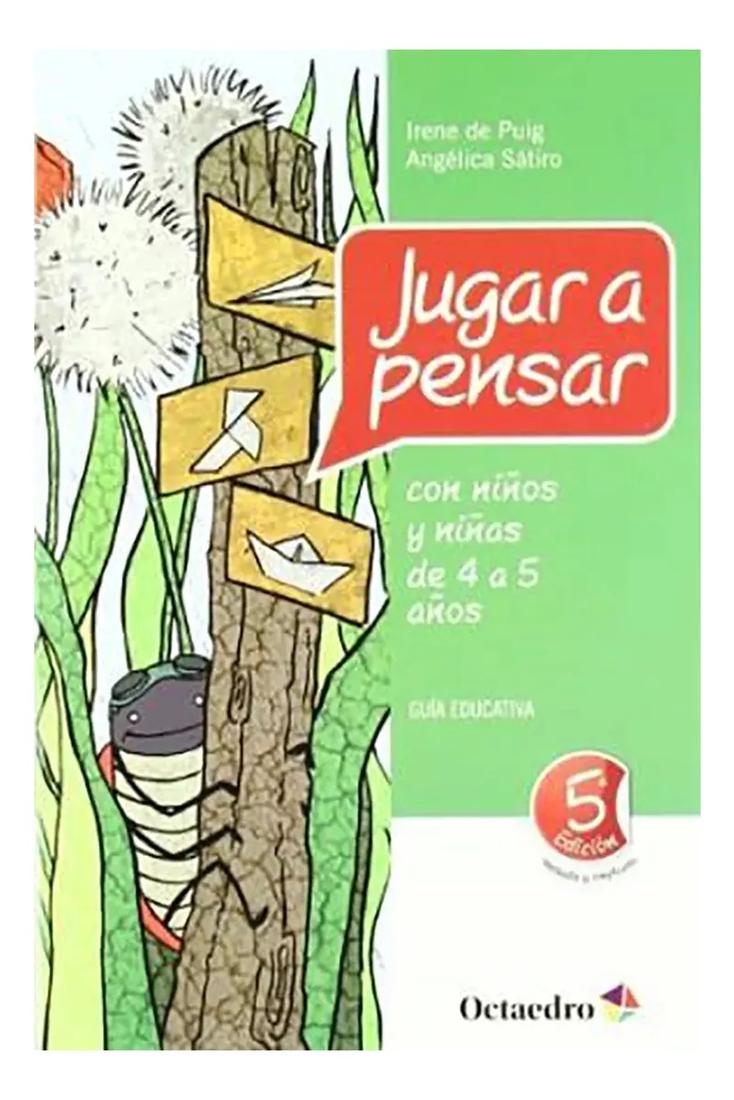 Irene de Puig
Angélica Sátiro
Jugar a
pensar
con niños
y niñas
de 4 a 5
años
GUÍA EDUCATIVA
5ª
Edición
Octaedro